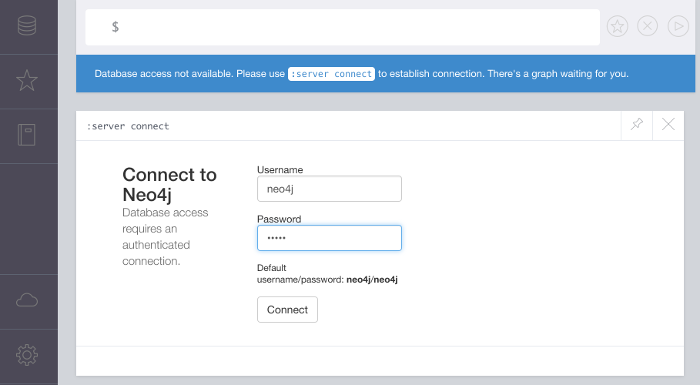 $
Database access not available. Please use :server connect to establish connection. There's a graph waiting for you.
:server connect
Connect to
Neo4j
Database access
requires an
authenticated
connection.
Username
neo4j
Password
•••••
Default
username/password: neo4j/neo4j
Connect